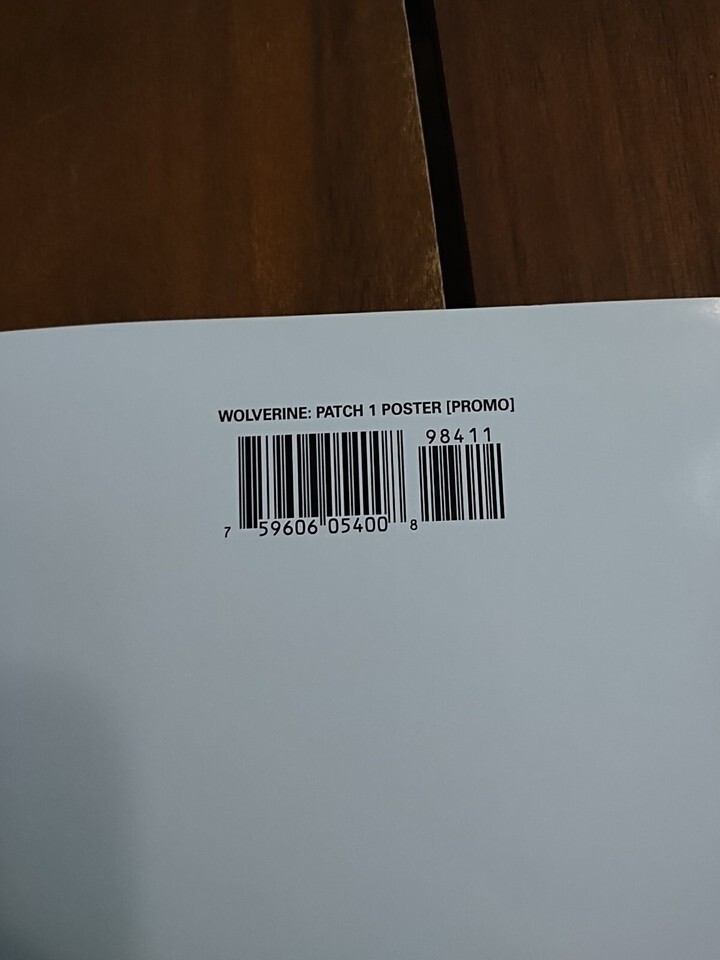 WOLVERINE: PATCH 1 POSTER [PROMO]
98411
7 59606 05400 8